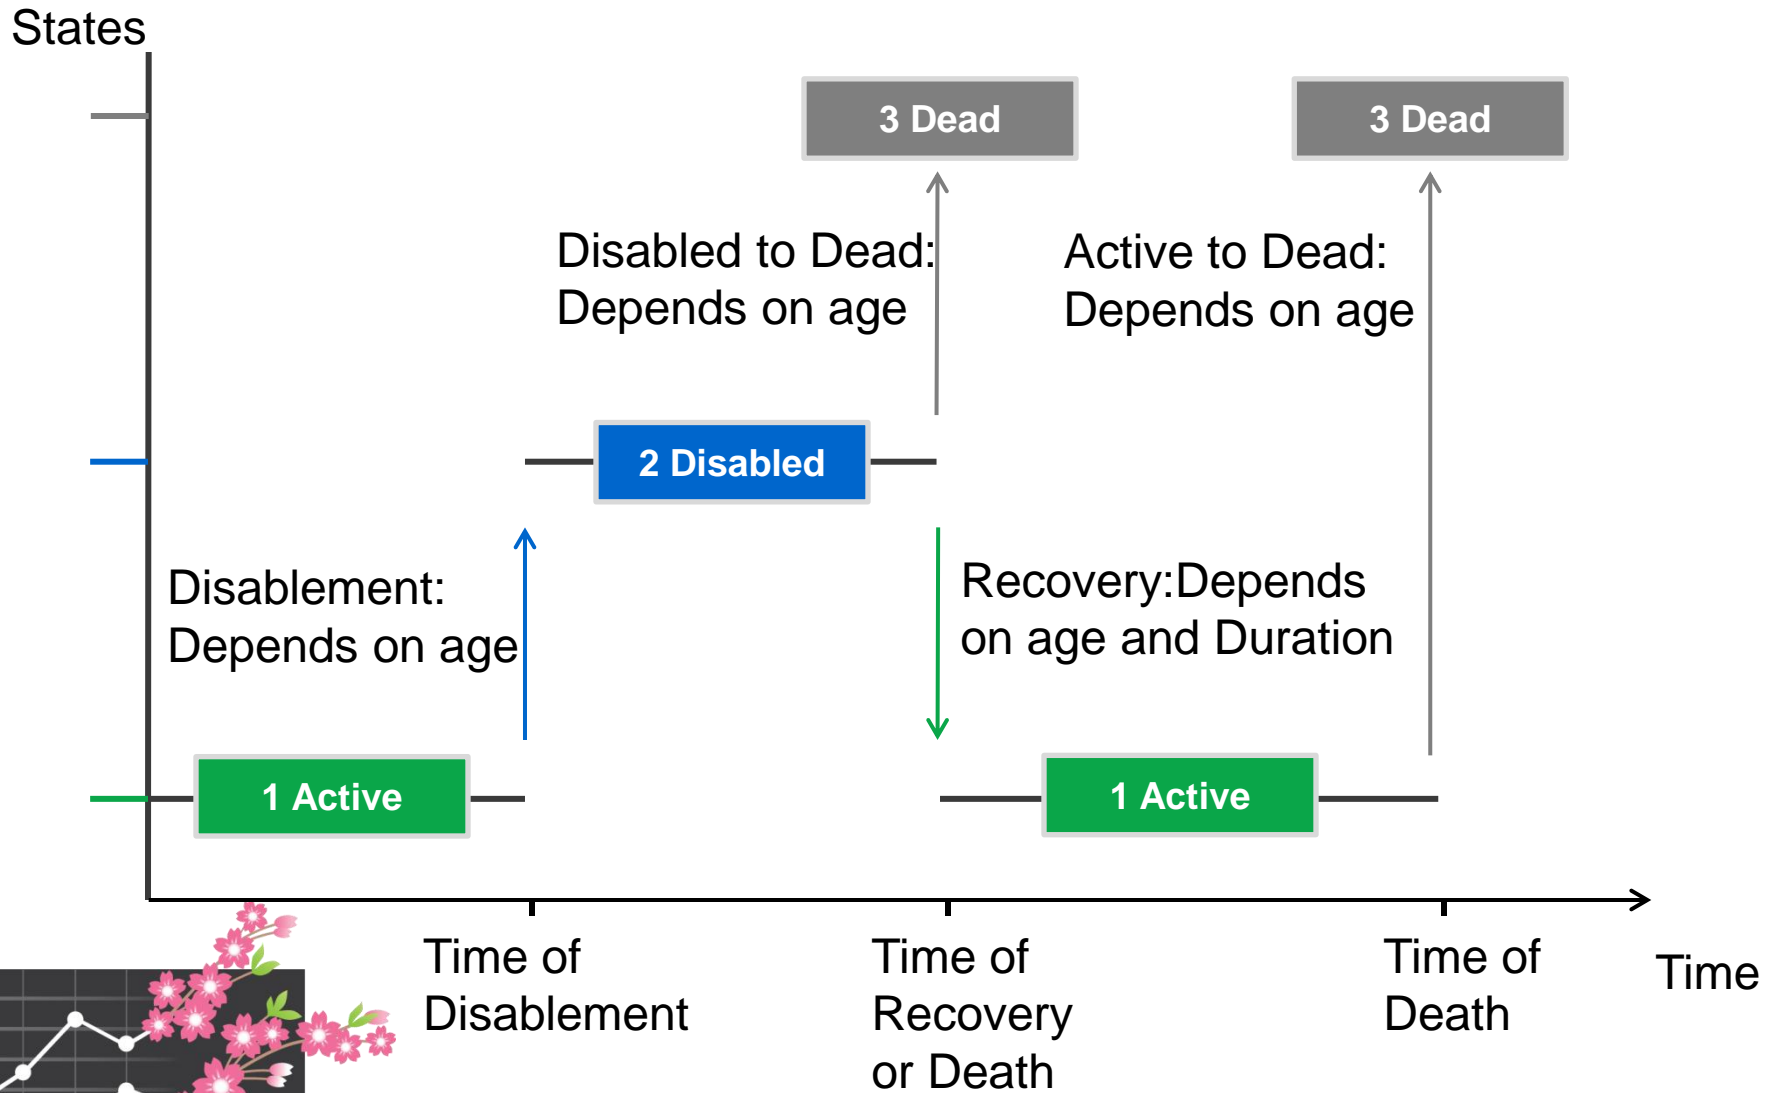 States
3 Dead
3 Dead
Disabled to Dead:
Depends on age
Active to Dead:
Depends on age
2 Disabled
Disablement:
Depends on age
Recovery:Depends
on age and Duration
1 Active
1 Active
Time of
Disablement
Time of
Recovery
or Death
Time of
Death
Time